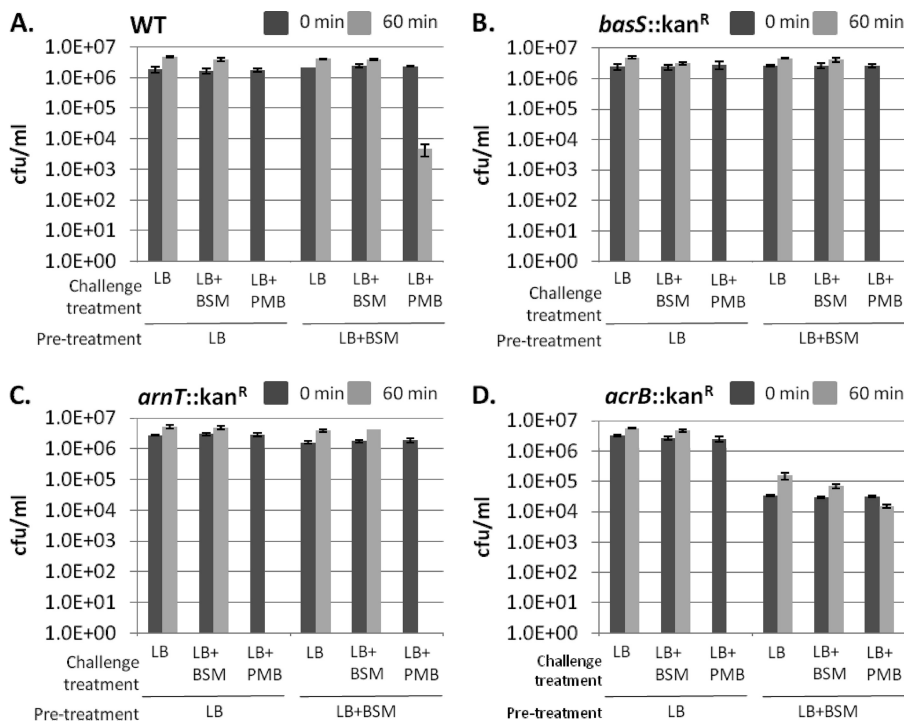 A. WT 0 min 60 min
1.0E+07
1.0E+06
1.0E+05
1.0E+04
1.0E+03
1.0E+02
1.0E+01
1.0E+00
cfu/ml
LB LB+ BSM LB+ PMB LB LB+ BSM LB+ PMB
Challenge treatment
Pre-treatment LB LB+BSM
B. basS::kanR 0 min 60 min
1.0E+07
1.0E+06
1.0E+05
1.0E+04
1.0E+03
1.0E+02
1.0E+01
1.0E+00
cfu/ml
LB LB+ BSM LB+ PMB LB LB+ BSM LB+ PMB
Challenge treatment
Pre-treatment LB LB+BSM
C. arnT::kanR 0 min 60 min
1.0E+07
1.0E+06
1.0E+05
1.0E+04
1.0E+03
1.0E+02
1.0E+01
1.0E+00
cfu/ml
LB LB+ BSM LB+ PMB LB LB+ BSM LB+ PMB
Challenge treatment
Pre-treatment LB LB+BSM
D. acrB::kanR 0 min 60 min
1.0E+07
1.0E+06
1.0E+05
1.0E+04
1.0E+03
1.0E+02
1.0E+01
1.0E+00
cfu/ml
LB LB+ BSM LB+ PMB LB LB+ BSM LB+ PMB
Challenge treatment
Pre-treatment LB LB+BSM